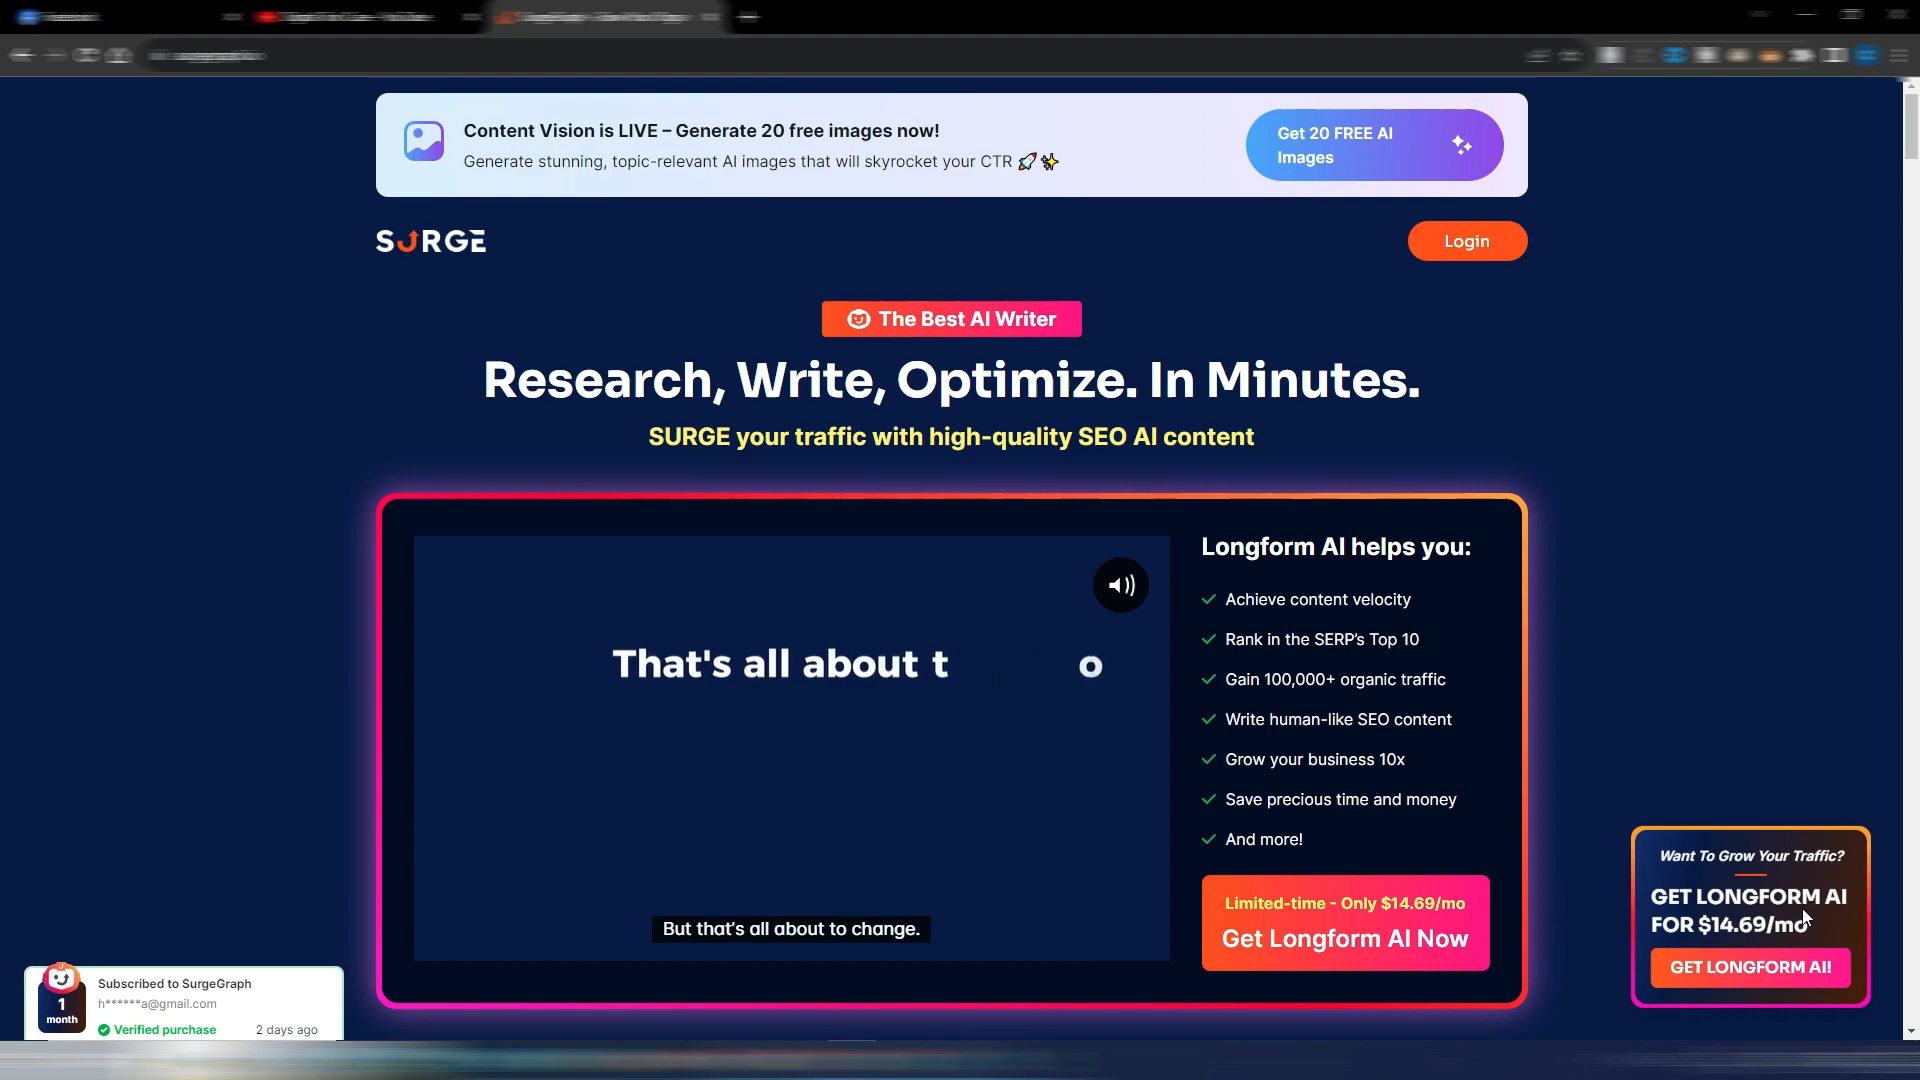 Content Vision is LIVE – Generate 20 free images now!
Generate stunning, topic-relevant AI images that will skyrocket your CTR 🚀✨
Get 20 FREE AI
Images
SURGE
Login
The Best AI Writer
Research, Write, Optimize. In Minutes.
SURGE your traffic with high-quality SEO AI content
That's all about t o
But that's all about to change.
Longform AI helps you:
Achieve content velocity
Rank in the SERP's Top 10
Gain 100,000+ organic traffic
Write human-like SEO content
Grow your business 10x
Save precious time and money
And more!
Limited-time - Only $14.69/mo
Get Longform AI Now
Want To Grow Your Traffic?
GET LONGFORM AI
FOR $14.69/mo
GET LONGFORM AI!
1
month
Subscribed to SurgeGraph
h******a@gmail.com
Verified purchase
2 days ago